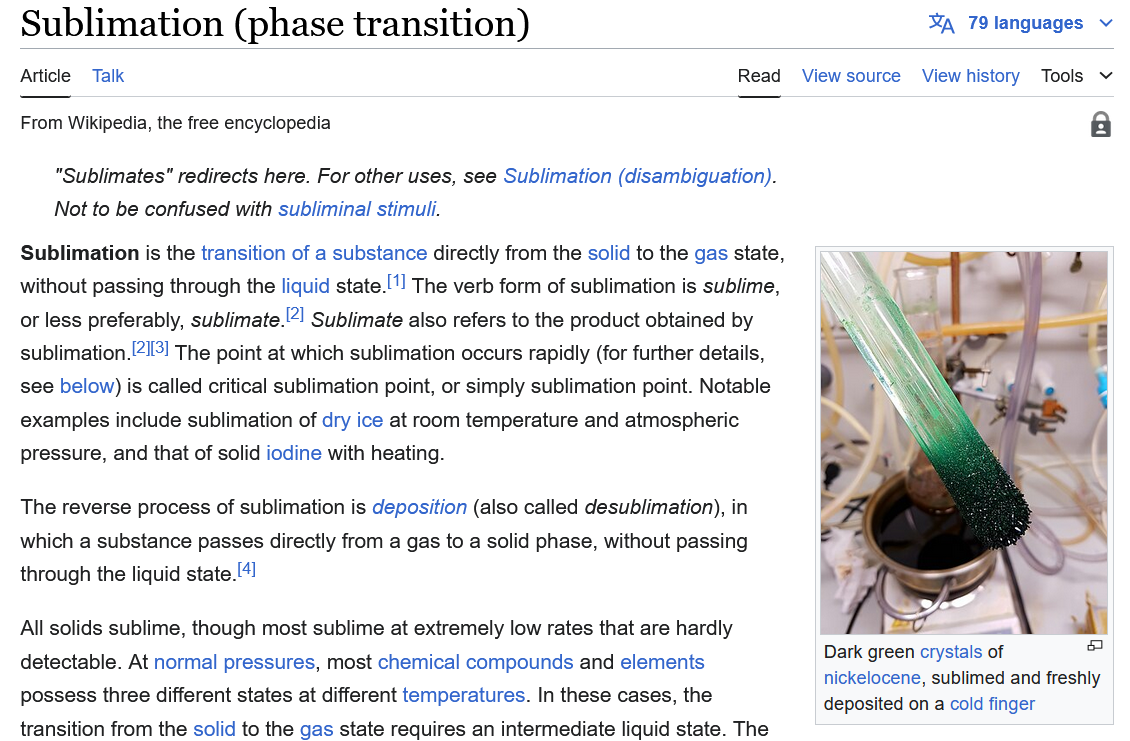 Sublimation (phase transition)
79 languages
Article Talk Read View source View history Tools
From Wikipedia, the free encyclopedia
"Sublimates" redirects here. For other uses, see Sublimation (disambiguation).
Not to be confused with subliminal stimuli.
Sublimation is the transition of a substance directly from the solid to the gas state,
without passing through the liquid state.[1] The verb form of sublimation is sublime,
or less preferably, sublimate.[2] Sublimate also refers to the product obtained by
sublimation.[2][3] The point at which sublimation occurs rapidly (for further details,
see below) is called critical sublimation point, or simply sublimation point. Notable
examples include sublimation of dry ice at room temperature and atmospheric
pressure, and that of solid iodine with heating.
The reverse process of sublimation is deposition (also called desublimation), in
which a substance passes directly from a gas to a solid phase, without passing
through the liquid state.[4]
All solids sublime, though most sublime at extremely low rates that are hardly
detectable. At normal pressures, most chemical compounds and elements
possess three different states at different temperatures. In these cases, the
transition from the solid to the gas state requires an intermediate liquid state. The
Dark green crystals of
nickelocene, sublimed and freshly
deposited on a cold finger